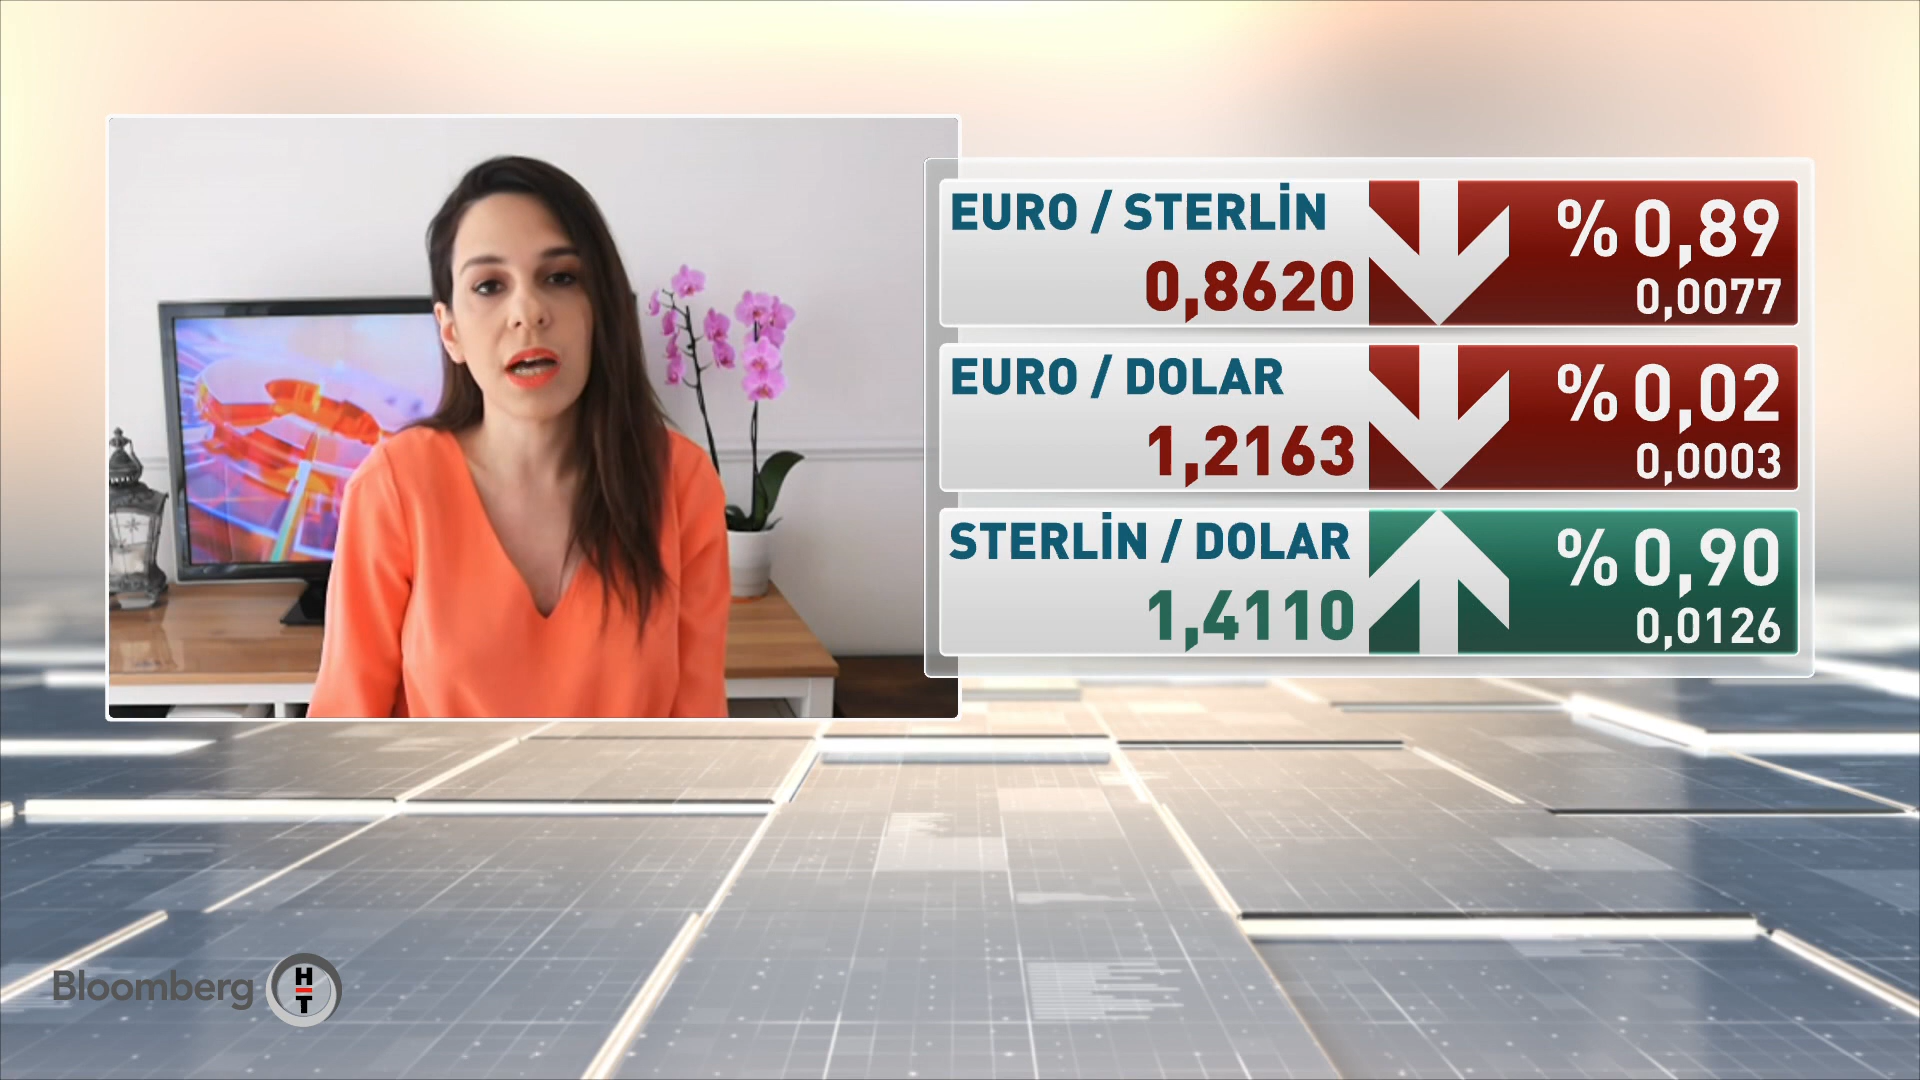 EURO / STERLİN
0,8620
% 0,89
0,0077
EURO / DOLAR
1,2163
% 0,02
0,0003
STERLİN / DOLAR
1,4110
% 0,90
0,0126
Bloomberg HT